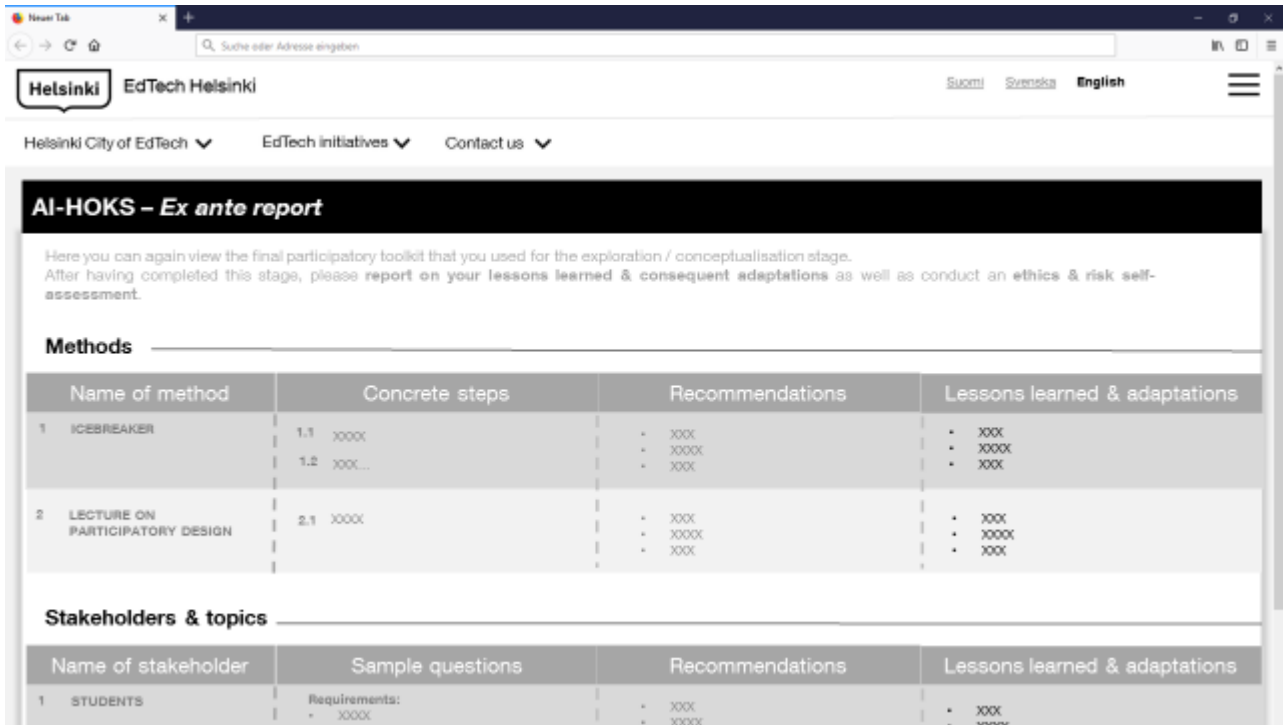 Neuer Tab
Suche oder Adresse eingeben
Helsinki
EdTech Helsinki
Suomi Svenska English
Helsinki City of EdTech EdTech initiatives Contact us
AI-HOKS – Ex ante report
Here you can again view the final participatory toolkit that you used for the exploration / conceptualisation stage.
After having completed this stage, please report on your lessons learned & consequent adaptations as well as conduct an ethics & risk self-
assessment.
Methods
Name of method Concrete steps Recommendations Lessons learned & adaptations
1 ICEBREAKER
1.1 XXXX
1.2 XXX...
• XXX
• XXXX
• XXX
• XXX
• XXXX
• XXX
2 LECTURE ON
PARTICIPATORY DESIGN
2.1 XXXX
• XXX
• XXXX
• XXX
• XXX
• XXXX
• XXX
Stakeholders & topics
Name of stakeholder Sample questions Recommendations Lessons learned & adaptations
1 STUDENTS
Requirements:
• XXXX
• XXX
• XXXX
• XXX
• XXXX